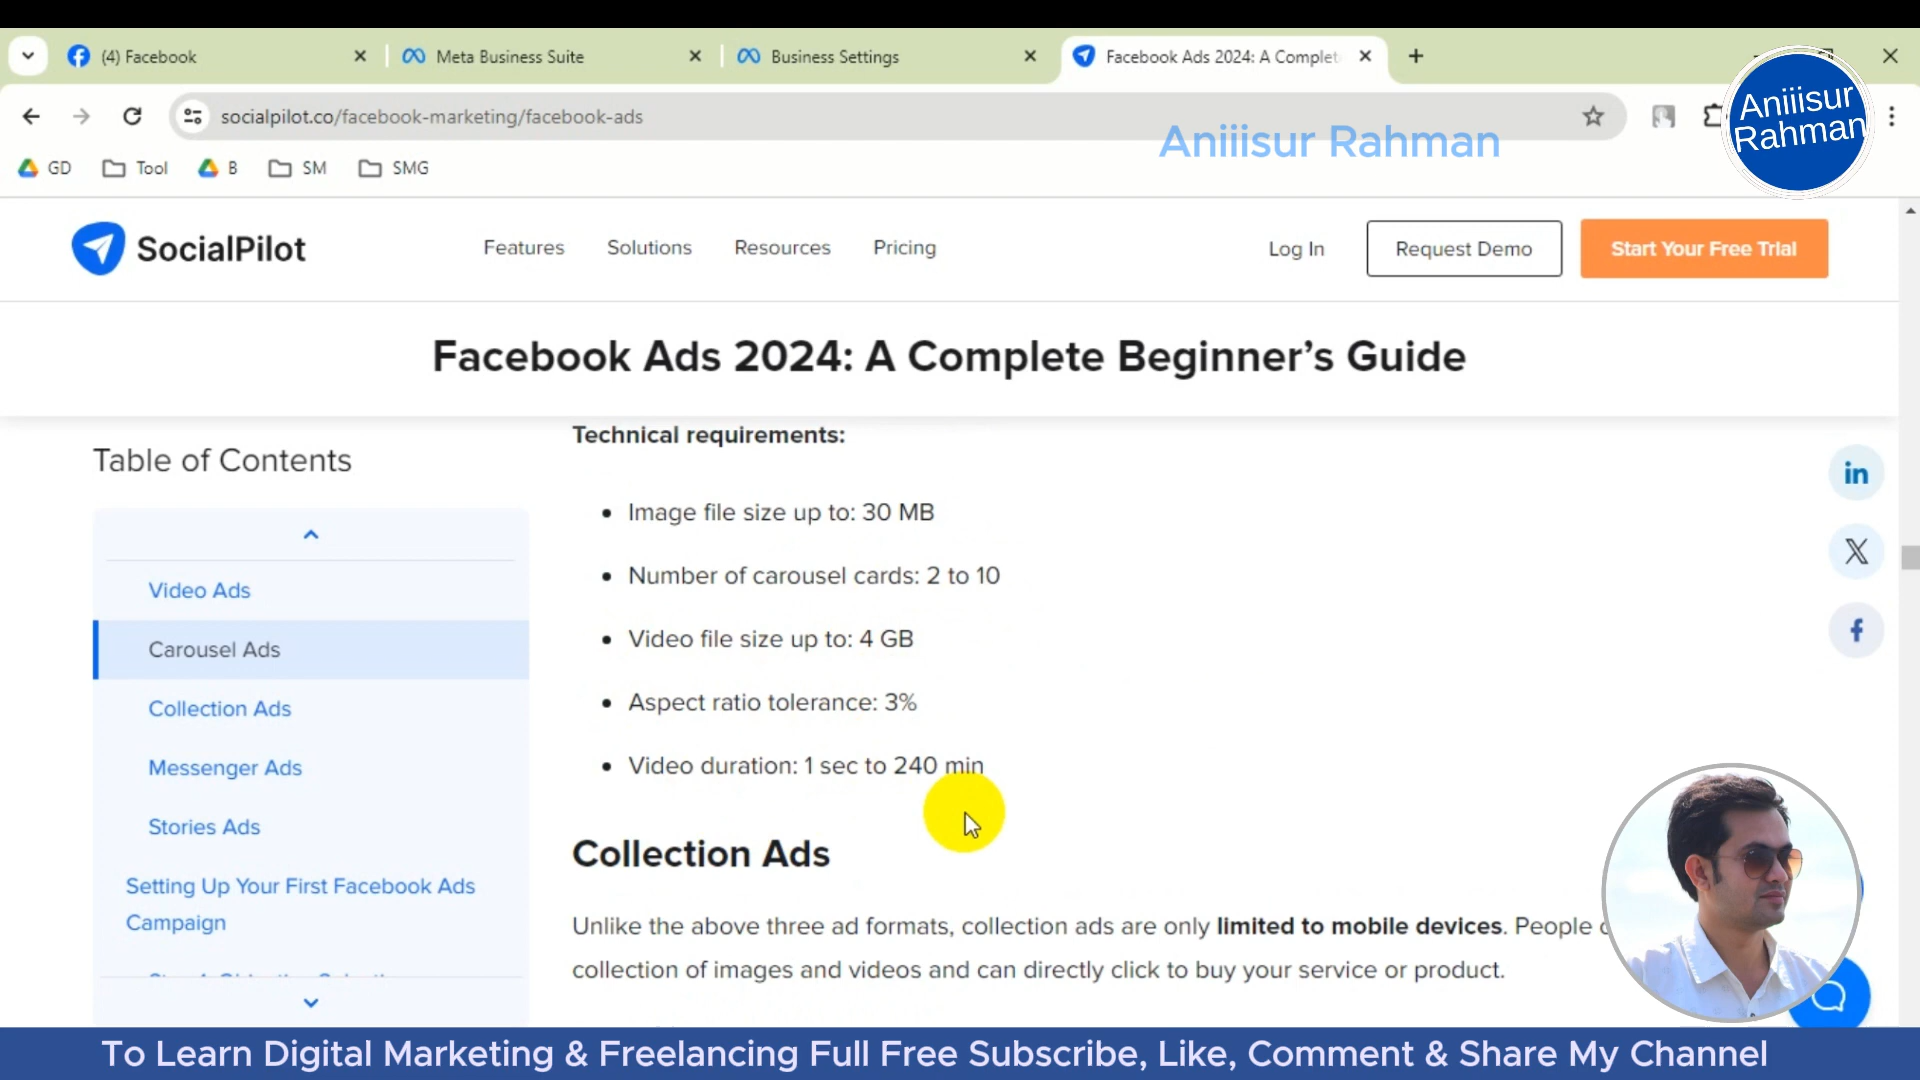 (4) Facebook
Meta Business Suite
Business Settings
Facebook Ads 2024: A Complet
socialpilot.co/facebook-marketing/facebook-ads
Aniiisur Rahman
Aniiisur
Rahman
GD
Tool
B
SM
SMG
SocialPilot
Features
Solutions
Resources
Pricing
Log In
Request Demo
Start Your Free Trial
Facebook Ads 2024: A Complete Beginner’s Guide
Table of Contents
Video Ads
Carousel Ads
Collection Ads
Messenger Ads
Stories Ads
Setting Up Your First Facebook Ads
Campaign
Technical requirements:
Image file size up to: 30 MB
Number of carousel cards: 2 to 10
Video file size up to: 4 GB
Aspect ratio tolerance: 3%
Video duration: 1 sec to 240 min
Collection Ads
Unlike the above three ad formats, collection ads are only limited to mobile devices. People
collection of images and videos and can directly click to buy your service or product.
To Learn Digital Marketing & Freelancing Full Free Subscribe, Like, Comment & Share My Channel